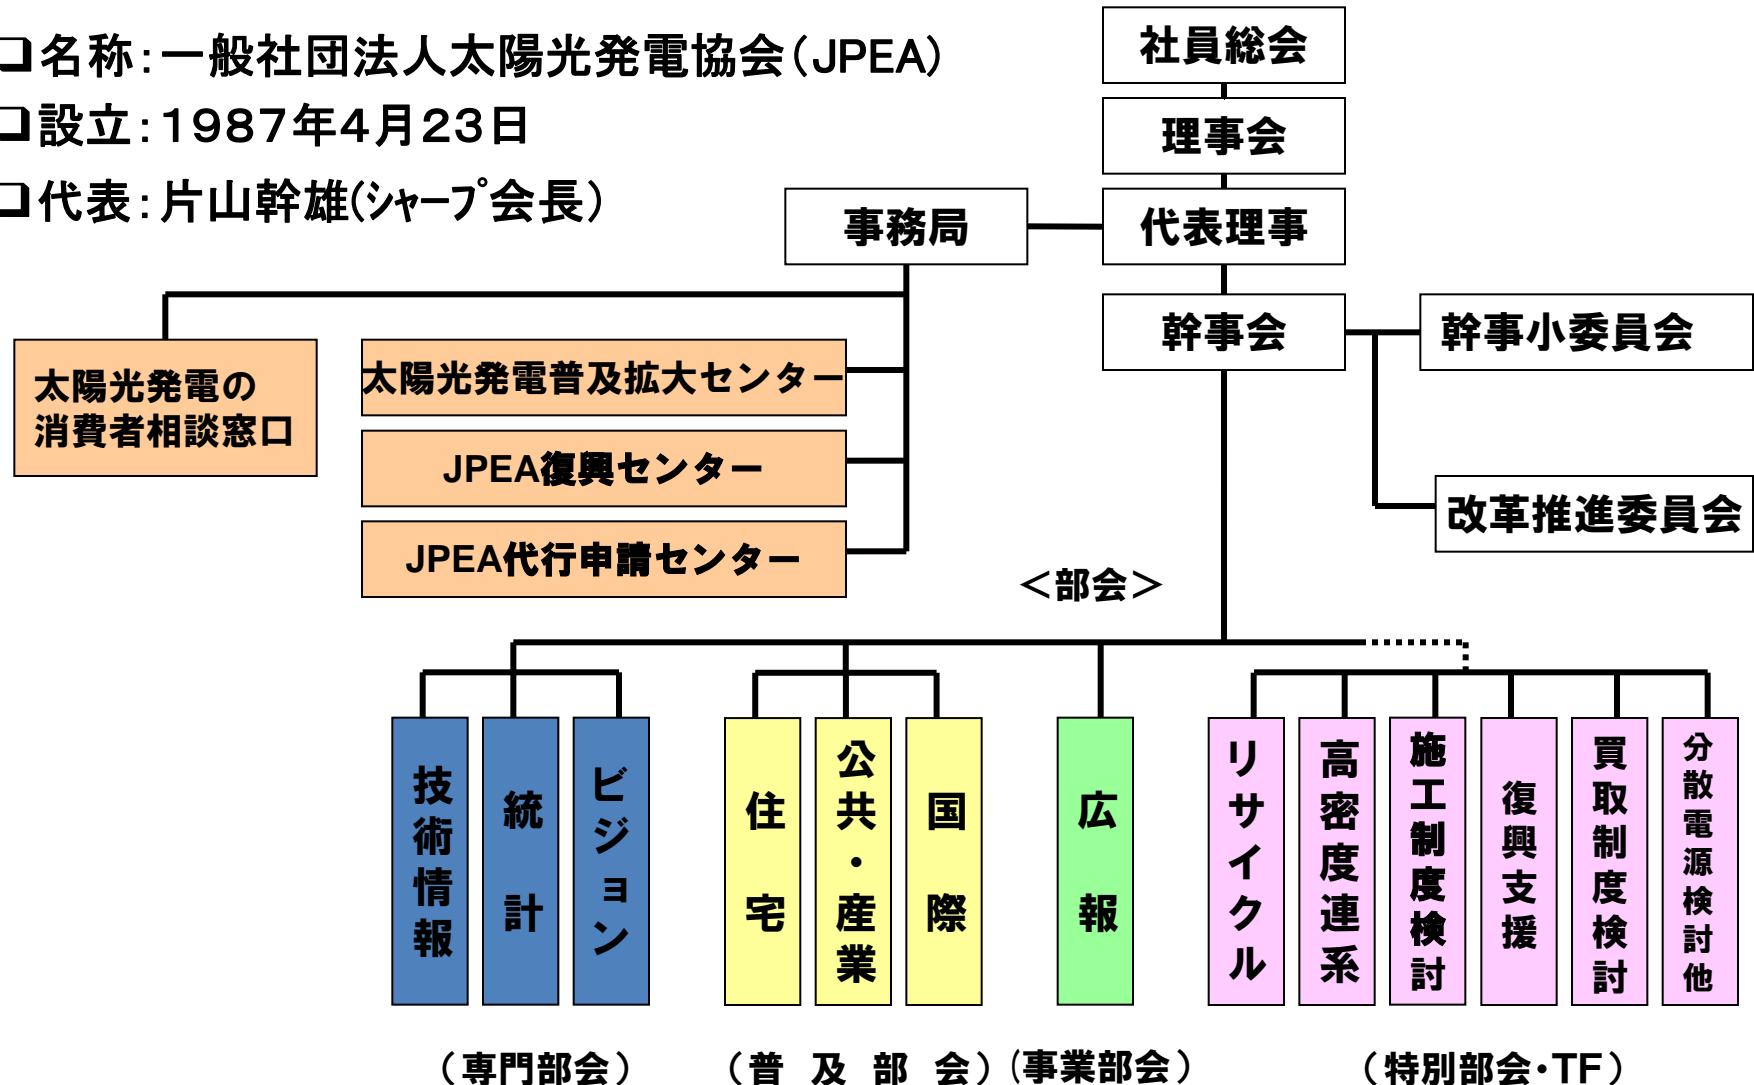 ❑名称：一般社団法人太陽光発電協会（JPEA）
❑設立：１９８７年４月２３日
❑代表：片山幹雄(ｼｬｰﾌﾟ会長）
社員総会
理事会
事務局
代表理事
幹事会
幹事小委員会
改革推進委員会
太陽光発電の
消費者相談窓口
太陽光発電普及拡大センター
JPEA復興センター
JPEA代行申請センター
＜部会＞
技術情報
統計
ビジョン
住宅
公共・産業
国際
広報
リサイクル
高密度連系
施工制度検討
復興支援
買取制度検討
分散電源検討他
（専門部会）
（普及部会）
(事業部会）
（特別部会・TF）